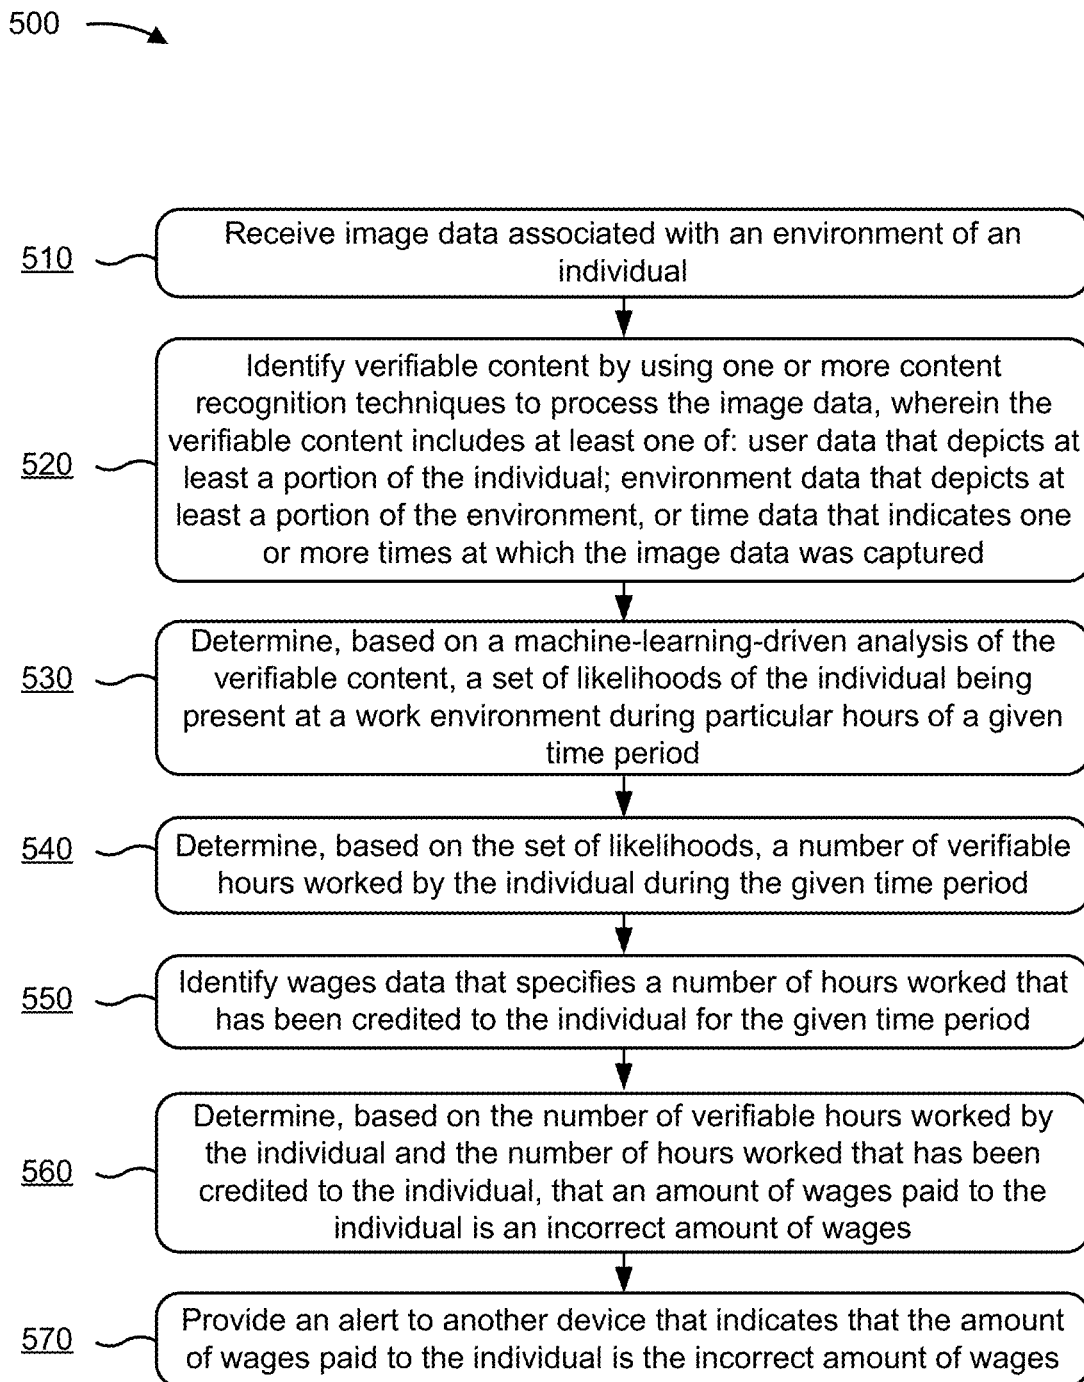 500
510
Receive image data associated with an environment of an
individual
520
Identify verifiable content by using one or more content
recognition techniques to process the image data, wherein the
verifiable content includes at least one of: user data that depicts at
least a portion of the individual; environment data that depicts at
least a portion of the environment, or time data that indicates one
or more times at which the image data was captured
530
Determine, based on a machine-learning-driven analysis of the
verifiable content, a set of likelihoods of the individual being
present at a work environment during particular hours of a given
time period
540
Determine, based on the set of likelihoods, a number of verifiable
hours worked by the individual during the given time period
550
Identify wages data that specifies a number of hours worked that
has been credited to the individual for the given time period
560
Determine, based on the number of verifiable hours worked by
the individual and the number of hours worked that has been
credited to the individual, that an amount of wages paid to the
individual is an incorrect amount of wages
570
Provide an alert to another device that indicates that the amount
of wages paid to the individual is the incorrect amount of wages